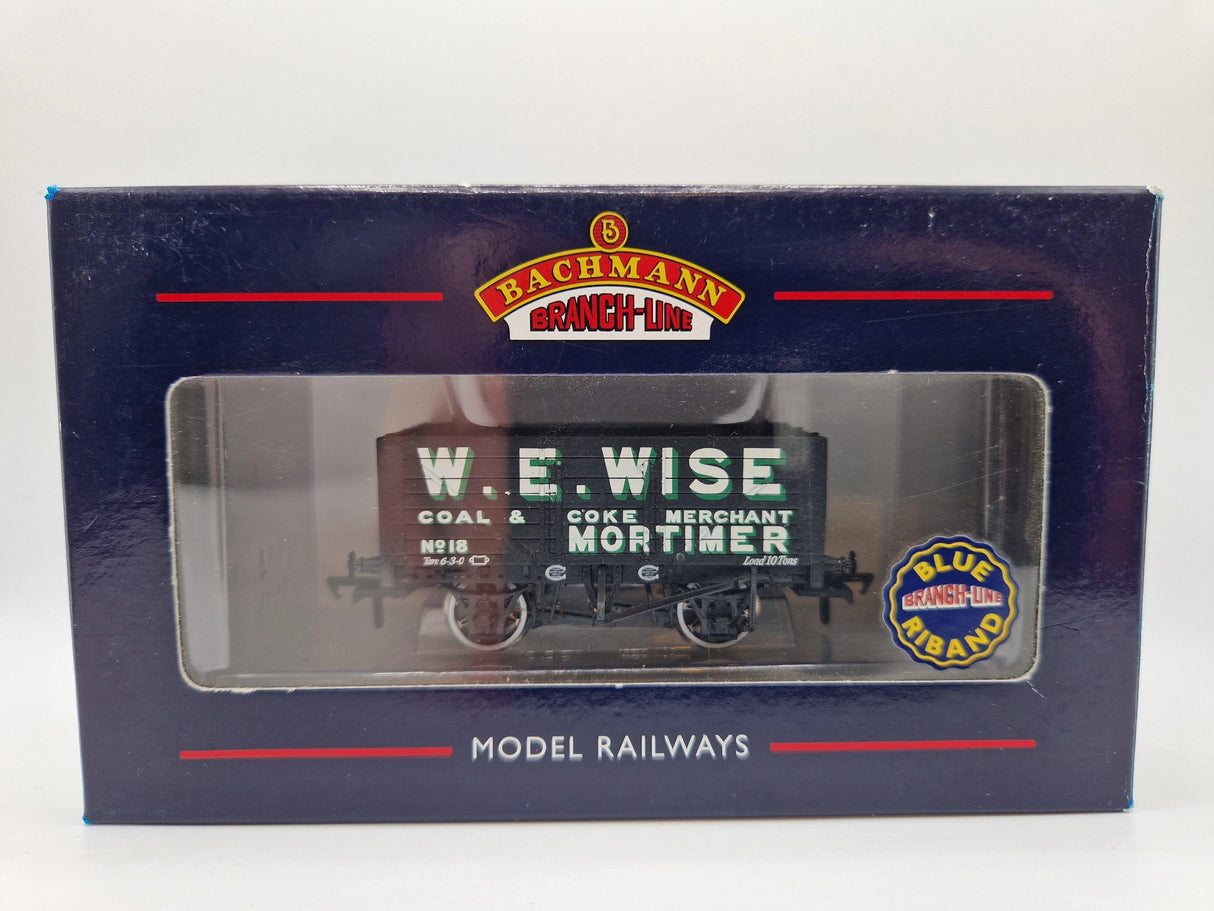 B
BACHMANN
BRANCH-LINE
W. E. WISE
COAL & COKE MERCHANT
Nº18 MORTIMER
Tare 6-3-0 Load 10 Tons
BLUE
BRANCH-LINE
RIBAND
MODEL RAILWAYS